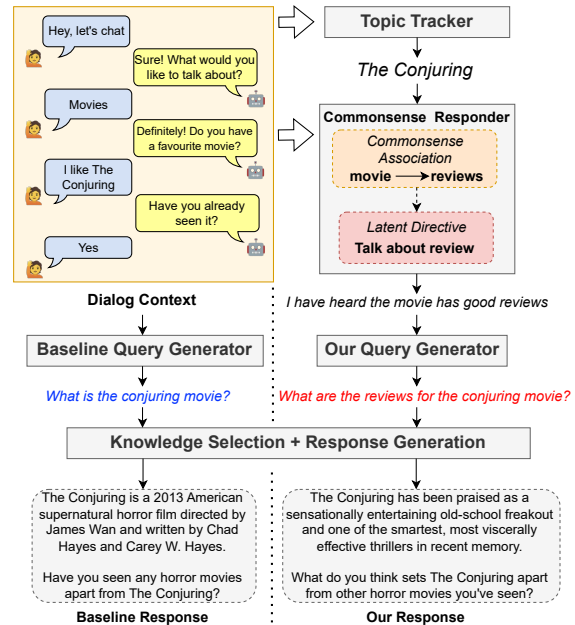 Hey, let's chat
Sure! What would you
like to talk about?
Movies
Definitely! Do you have
a favourite movie?
I like The
Conjuring
Have you already
seen it?
Yes
Dialog Context
Topic Tracker
The Conjuring
Commonsense Responder
Commonsense
Association
movie reviews
Latent Directive
Talk about review
I have heard the movie has good reviews
Baseline Query Generator
Our Query Generator
What is the conjuring movie?
What are the reviews for the conjuring movie?
Knowledge Selection + Response Generation
The Conjuring is a 2013 American
supernatural horror film directed by
James Wan and written by Chad
Hayes and Carey W. Hayes.
Have you seen any horror movies
apart from The Conjuring?
Baseline Response
The Conjuring has been praised as a
sensationally entertaining old-school freakout
and one of the smartest, most viscerally
effective thrillers in recent memory.
What do you think sets The Conjuring apart
from other horror movies you've seen?
Our Response